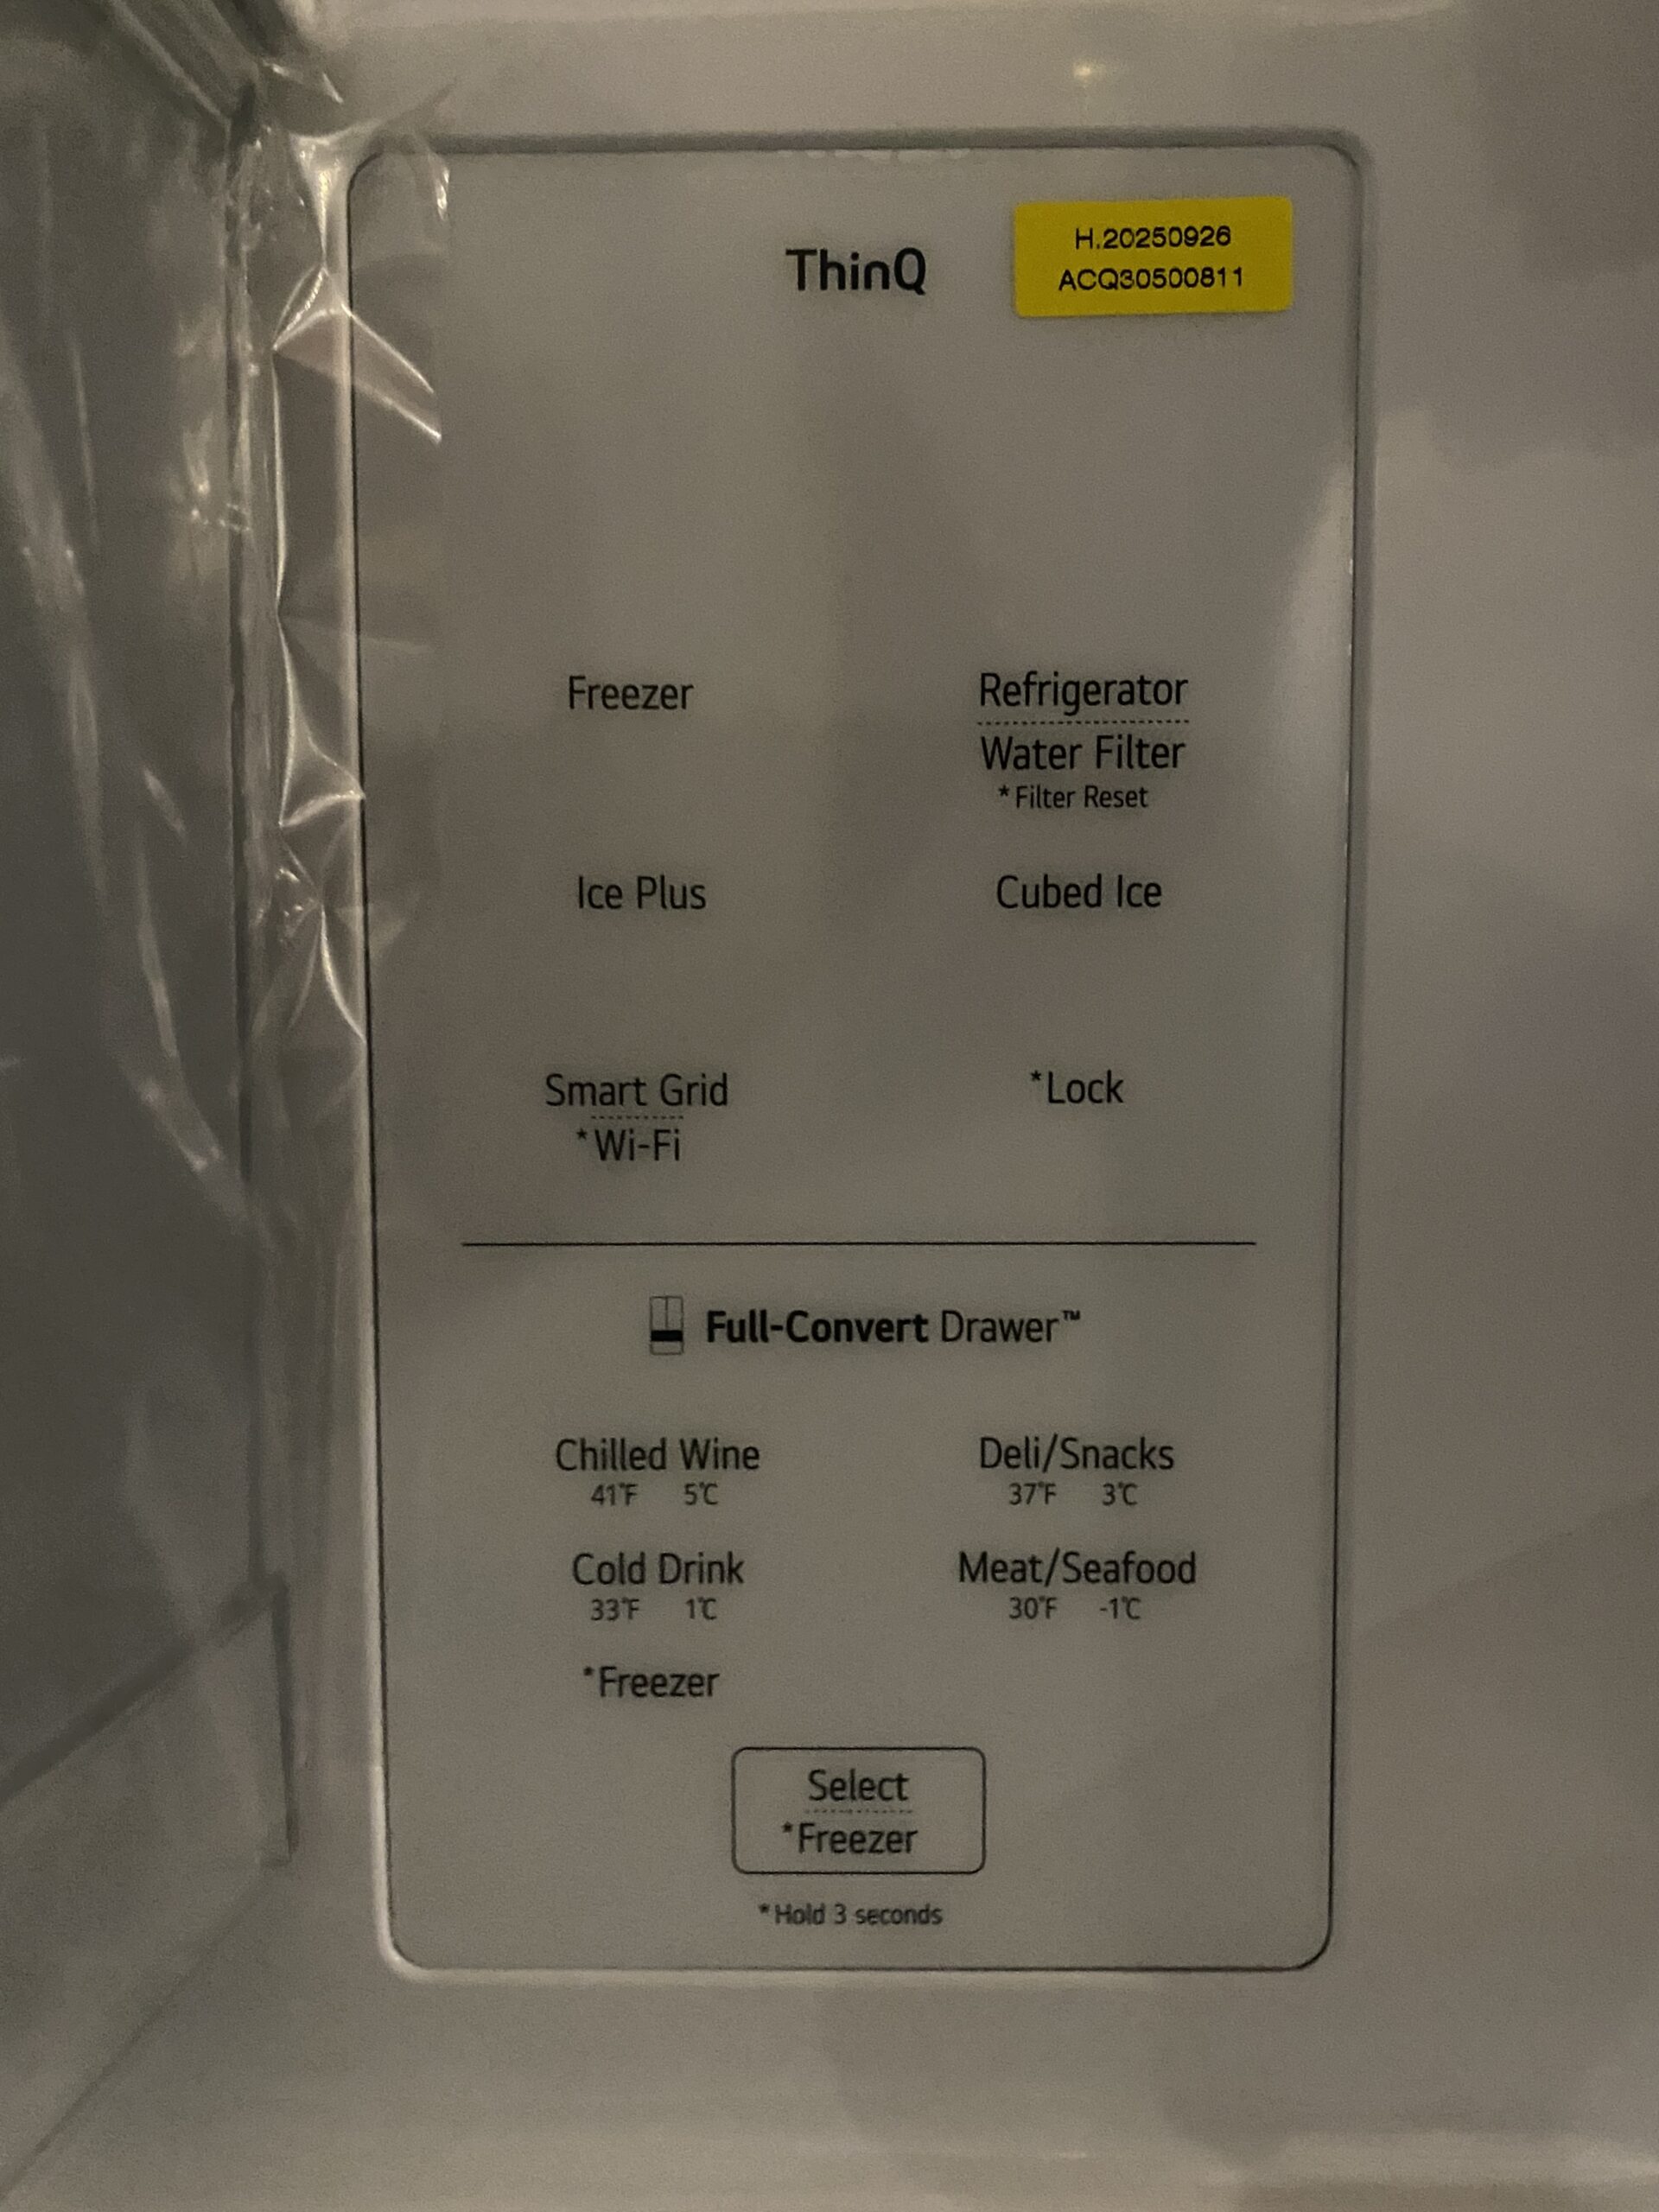 ThinQ
H.20250926
ACQ30500811
Freezer
Refrigerator
Water Filter
*Filter Reset
Ice Plus
Cubed Ice
Smart Grid
*Wi-Fi
*Lock
Full-Convert Drawer™
Chilled Wine
41°F 5°C
Deli/Snacks
37°F 3°C
Cold Drink
33°F 1°C
Meat/Seafood
30°F -1°C
*Freezer
Select
*Freezer
*Hold 3 seconds